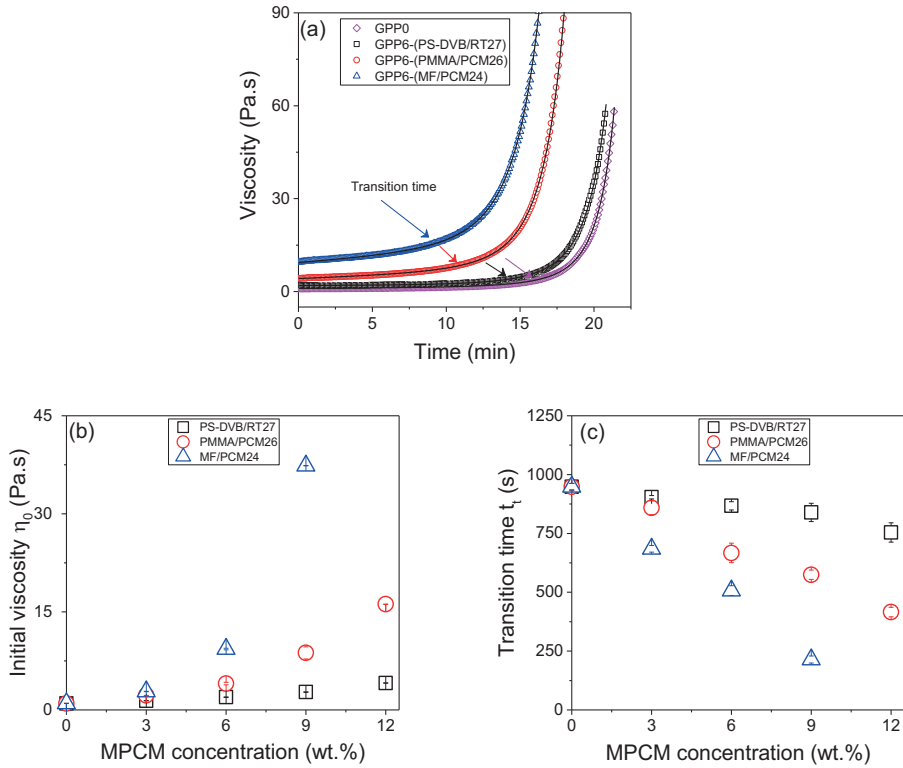 (a)
GPP0
GPP6-(PS-DVB/RT27)
GPP6-(PMMA/PCM26)
GPP6-(MF/PCM24)
Viscosity (Pa.s)
90
60
30
0
Transition time
0 5 10 15 20
Time (min)
(b)
PS-DVB/RT27
PMMA/PCM26
MF/PCM24
Initial viscosity η0 (Pa.s)
45
30
15
0
0 3 6 9 12
MPCM concentration (wt.%)
(c)
PS-DVB/RT27
PMMA/PCM26
MF/PCM24
Transition time tt (s)
1250
1000
750
500
250
0
0 3 6 9 12
MPCM concentration (wt.%)